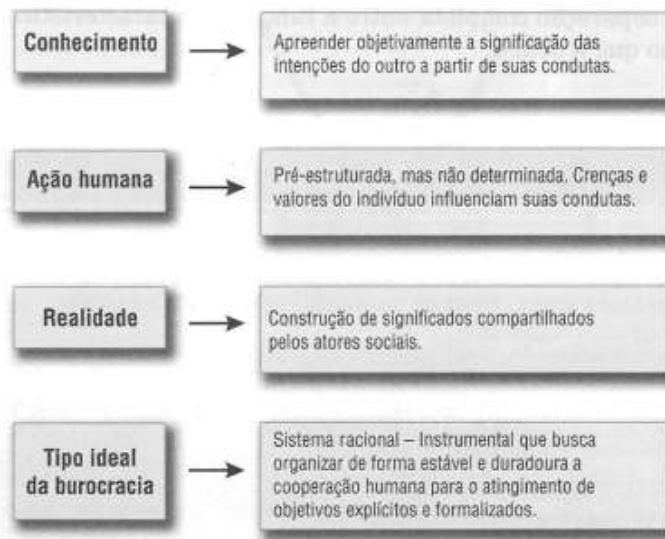 Conhecimento
Apreender objetivamente a significação das
intenções do outro a partir de suas condutas.
Ação humana
Pré-estruturada, mas não determinada. Crenças e
valores do indivíduo influenciam suas condutas.
Realidade
Construção de significados compartilhados
pelos atores sociais.
Tipo ideal
da burocracia
Sistema racional – Instrumental que busca
organizar de forma estável e duradoura a
cooperação humana para o atingimento de
objetivos explícitos e formalizados.